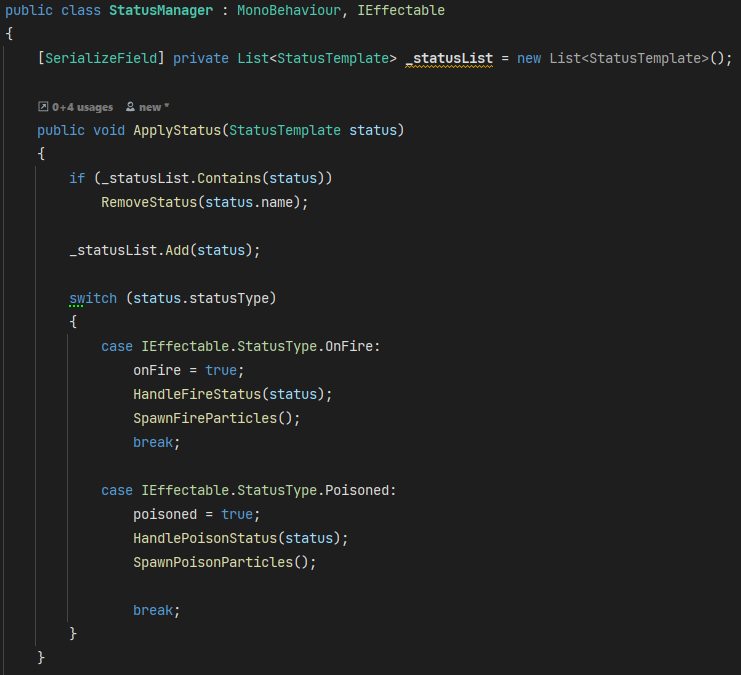 public class StatusManager : MonoBehaviour, IEffectable
{
[SerializeField] private List<StatusTemplate> _statusList = new List<StatusTemplate>();
0+4 usages new *
public void ApplyStatus(StatusTemplate status)
{
if (_statusList.Contains(status))
RemoveStatus(status.name);
_statusList.Add(status);
switch (status.statusType)
{
case IEffectable.StatusType.OnFire:
onFire = true;
HandleFireStatus(status);
SpawnFireParticles();
break;
case IEffectable.StatusType.Poisoned:
poisoned = true;
HandlePoisonStatus(status);
SpawnPoisonParticles();
break;
}
}